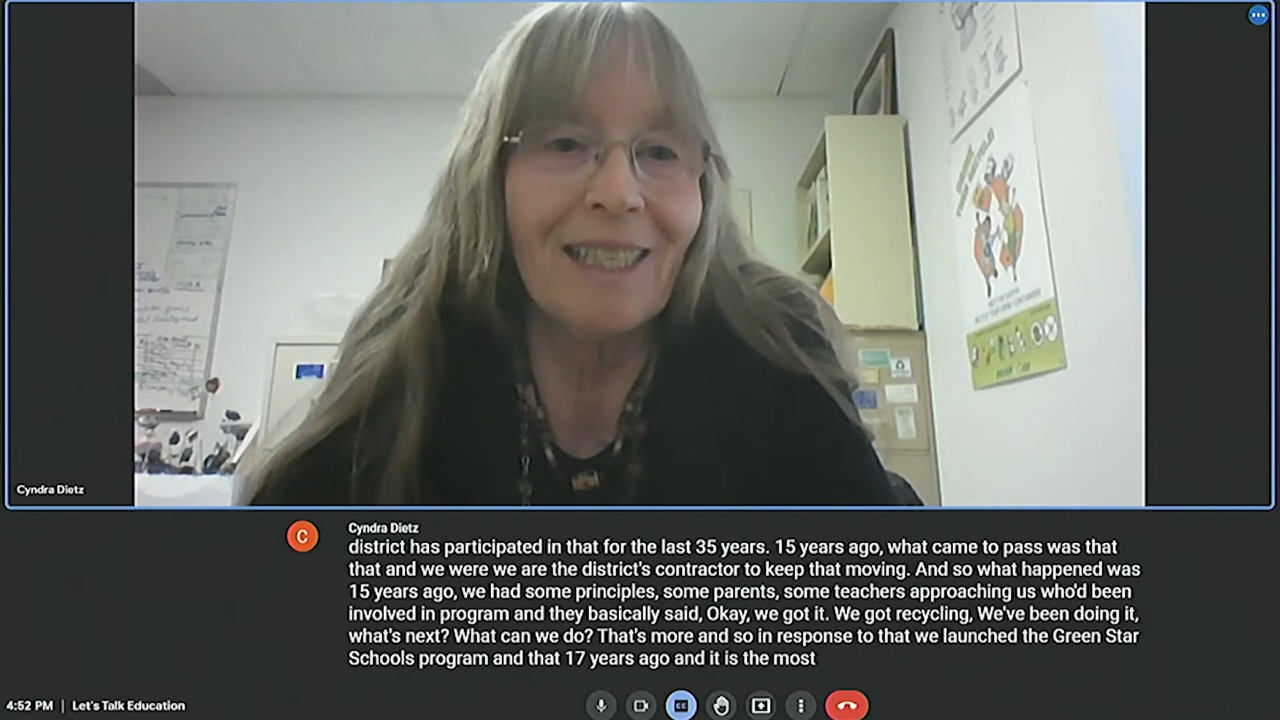 Cyndra Dietz
C
Cyndra Dietz
district has participated in that for the last 35 years. 15 years ago, what came to pass was that
that and we were we are the district's contractor to keep that moving. And so what happened was
15 years ago, we had some principles, some parents, some teachers approaching us who'd been
involved in program and they basically said, Okay, we got it. We got recycling, We've been doing it,
what's next? What can we do? That's more and so in response to that we launched the Green Star
Schools program and that 17 years ago and it is the most
4:52 PM | Let's Talk Education